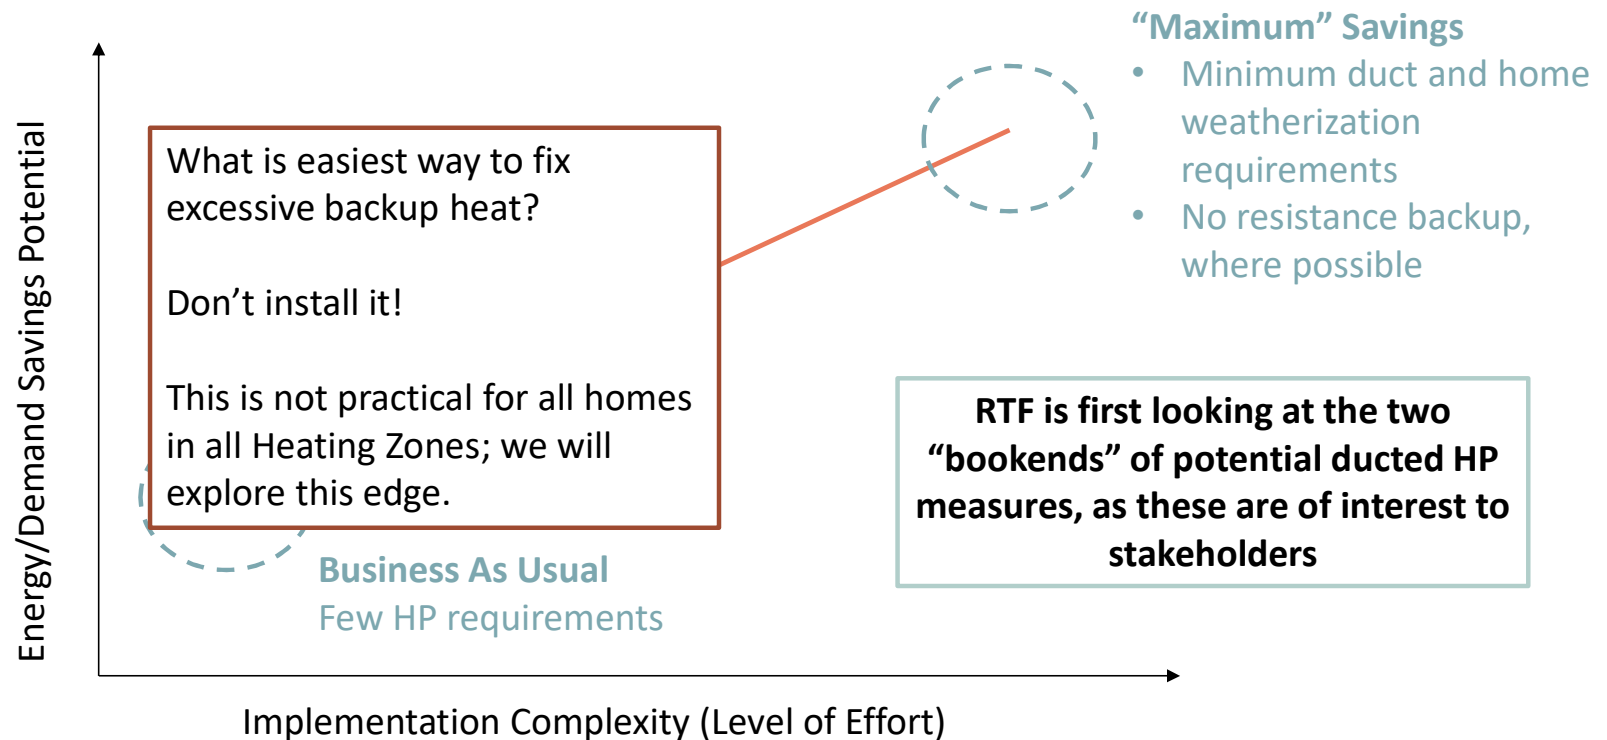 “Maximum” Savings
• Minimum duct and home
weatherization
requirements
• No resistance backup,
where possible
What is easiest way to fix
excessive backup heat?
Don’t install it!
This is not practical for all homes
in all Heating Zones; we will
explore this edge.
RTF is first looking at the two
“bookends” of potential ducted HP
measures, as these are of interest to
stakeholders
Business As Usual
Few HP requirements
Energy/Demand Savings Potential
Implementation Complexity (Level of Effort)